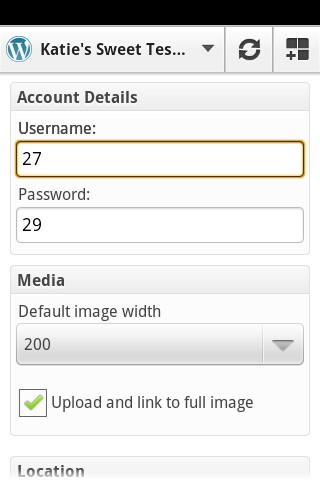 Katie's Sweet Tes...
Account Details
Username:
27
Password:
29
Media
Default image width
200
Upload and link to full image
Location